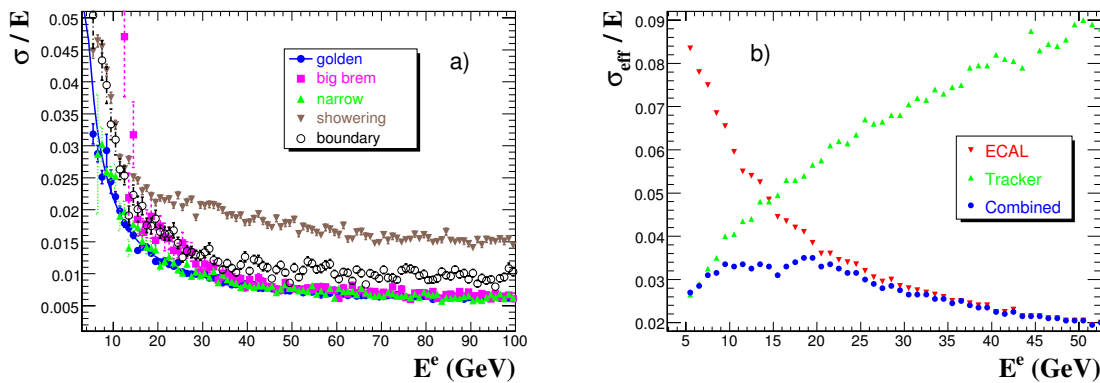 σ / E
0.05
0.045
0.04
0.035
0.03
0.025
0.02
0.015
0.01
0.005
a)
golden
big brem
narrow
showering
boundary
10 20 30 40 50 60 70 80 90 100
E^e (GeV)
σ_eff / E
0.09
0.08
0.07
0.06
0.05
0.04
0.03
0.02
b)
ECAL
Tracker
Combined
5 10 15 20 25 30 35 40 45 50
E^e (GeV)